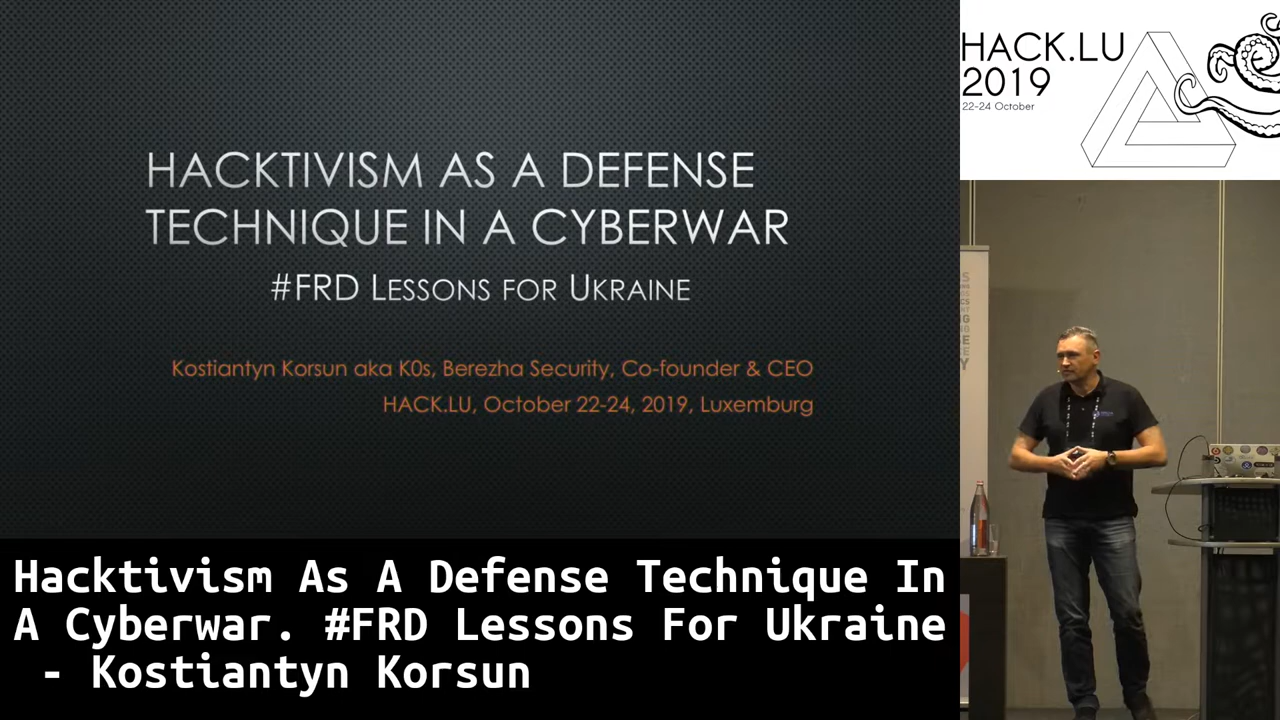 HACKTIVISM AS A DEFENSE
TECHNIQUE IN A CYBERWAR
#FRD LESSONS FOR UKRAINE
Kostiantyn Korsun aka K0s, Berezha Security, Co-founder & CEO
HACK.LU, October 22-24, 2019, Luxemburg
HACK.LU
2019
22-24 October
Hacktivism As A Defense Technique In
A Cyberwar. #FRD Lessons For Ukraine
- Kostiantyn Korsun